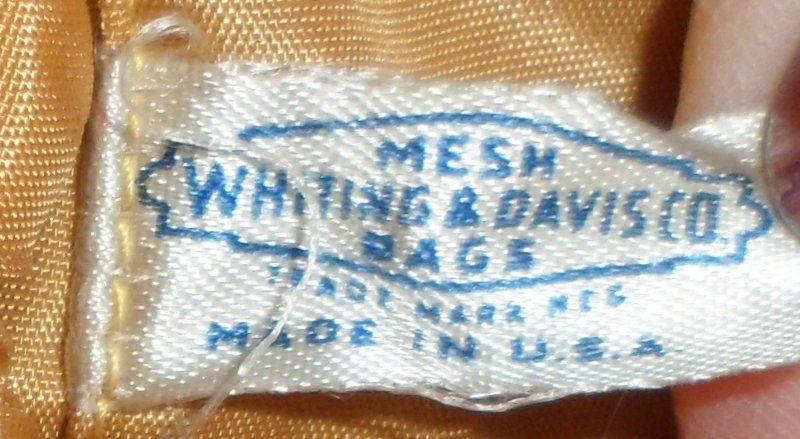 MESH
WHITING & DAVIS CO.
BAGS
TRADE MARK REG
MADE IN U.S.A.